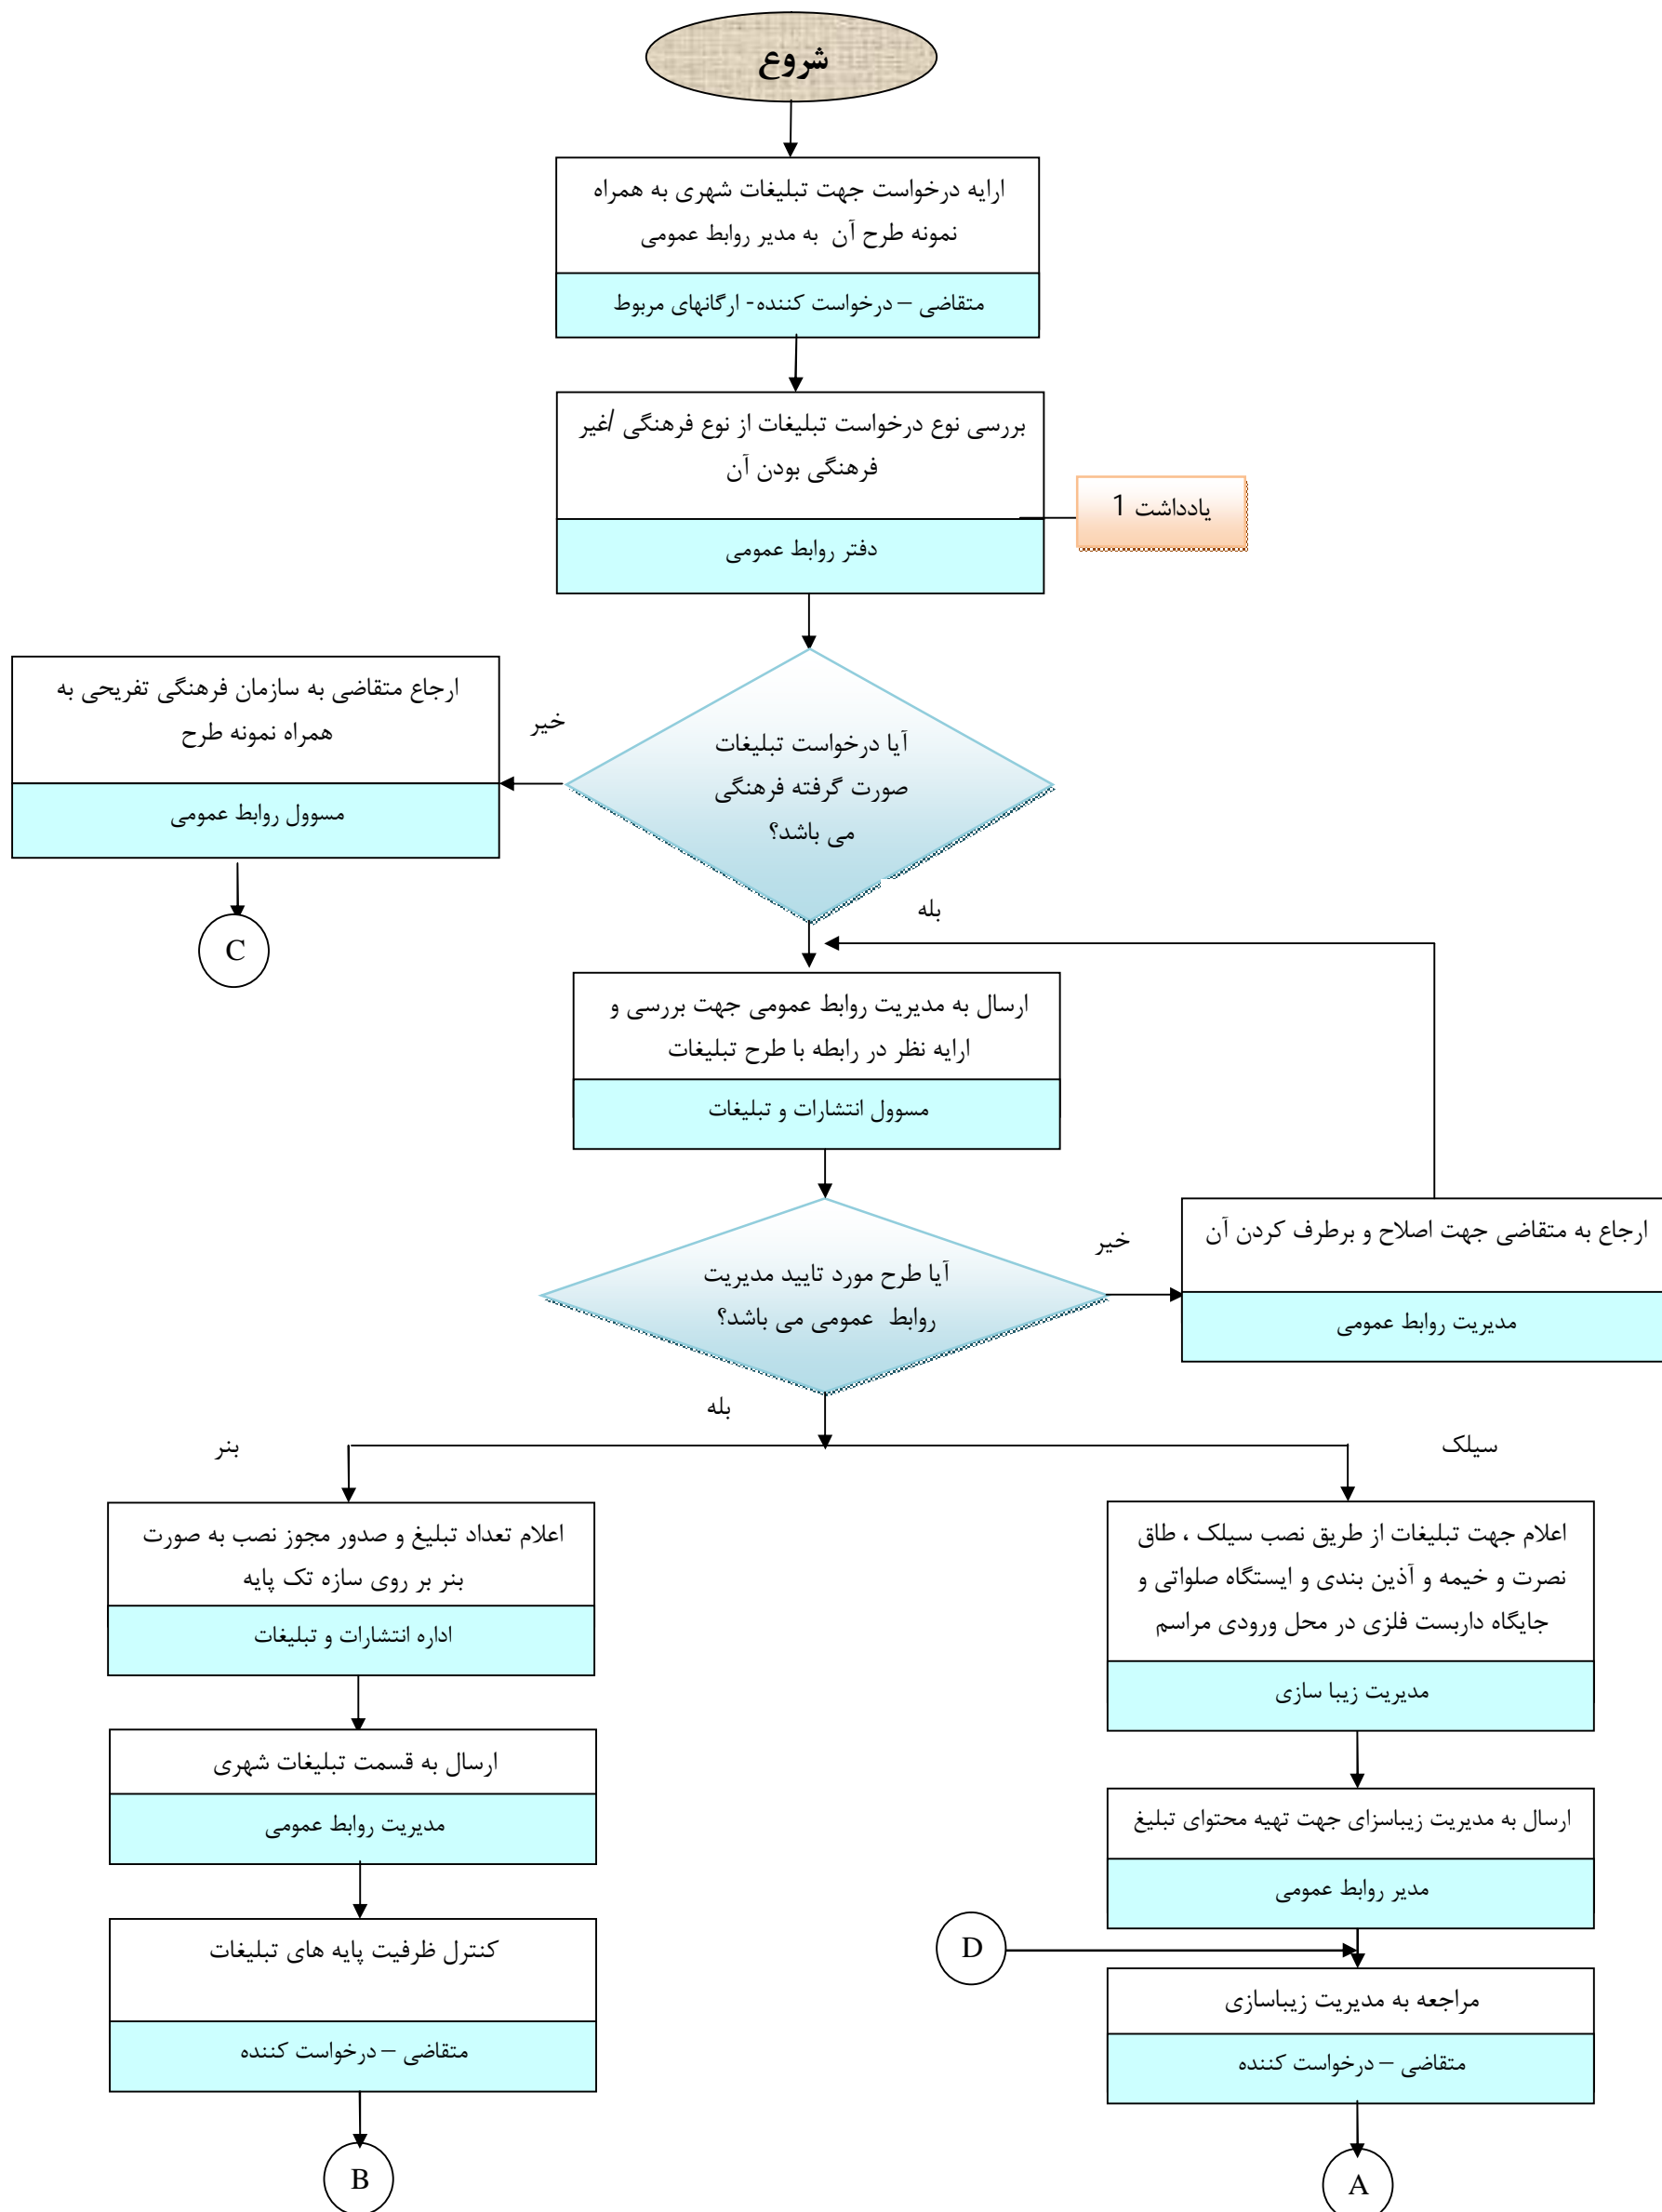 شروع
ارایه درخواست جهت تبلیغات شهری به همراه
نمونه طرح آن به مدیر روابط عمومی
متقاضی – درخواست کننده- ارگانهای مربوط
بررسی نوع درخواست تبلیغات از نوع فرهنگی /غیر
فرهنگی بودن آن
یادداشت 1
دفتر روابط عمومی
ارجاع متقاضی به سازمان فرهنگی تفریحی به
همراه نمونه طرح
مسوول روابط عمومی
C
خیر
آیا درخواست تبلیغات
صورت گرفته فرهنگی
می باشد؟
بله
ارسال به مدیریت روابط عمومی جهت بررسی و
ارایه نظر در رابطه با طرح تبلیغات
مسوول انتشارات و تبلیغات
آیا طرح مورد تایید مدیریت
روابط عمومی می باشد؟
خیر
ارجاع به متقاضی جهت اصلاح و برطرف کردن آن
مدیریت روابط عمومی
بله
سیلک
اعلام جهت تبلیغات از طریق نصب سیلک ، طاق
نصرت و خیمه و آذین بندی و ایستگاه صلواتی و
جایگاه داربست فلزی در محل ورودی مراسم
مدیریت زیبا سازی
ارسال به مدیریت زیباسزای جهت تهیه محتوای تبلیغ
مدیر روابط عمومی
D
مراجعه به مدیریت زیباسازی
متقاضی – درخواست کننده
A
بنر
اعلام تعداد تبلیغ و صدور مجوز نصب به صورت
بنر بر روی سازه تک پایه
اداره انتشارات و تبلیغات
ارسال به قسمت تبلیغات شهری
مدیریت روابط عمومی
کنترل ظرفیت پایه های تبلیغات
متقاضی – درخواست کننده
B